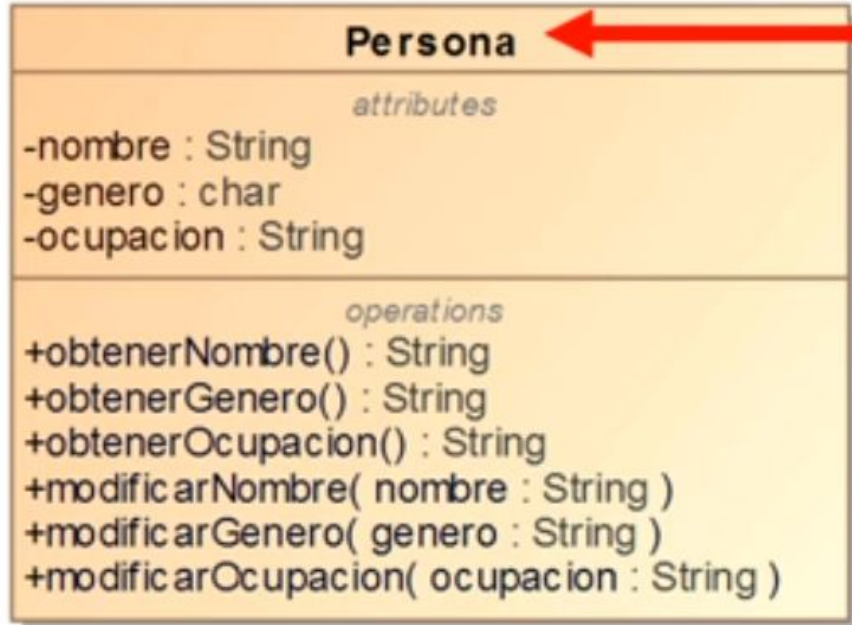 Persona
attributes
-nombre : String
-genero : char
-ocupacion : String
operations
+obtenerNombre() : String
+obtenerGenero() : String
+obtenerOcupacion() : String
+modificarNombre( nombre : String )
+modificarGenero( genero : String )
+modificarOcupacion( ocupacion : String )